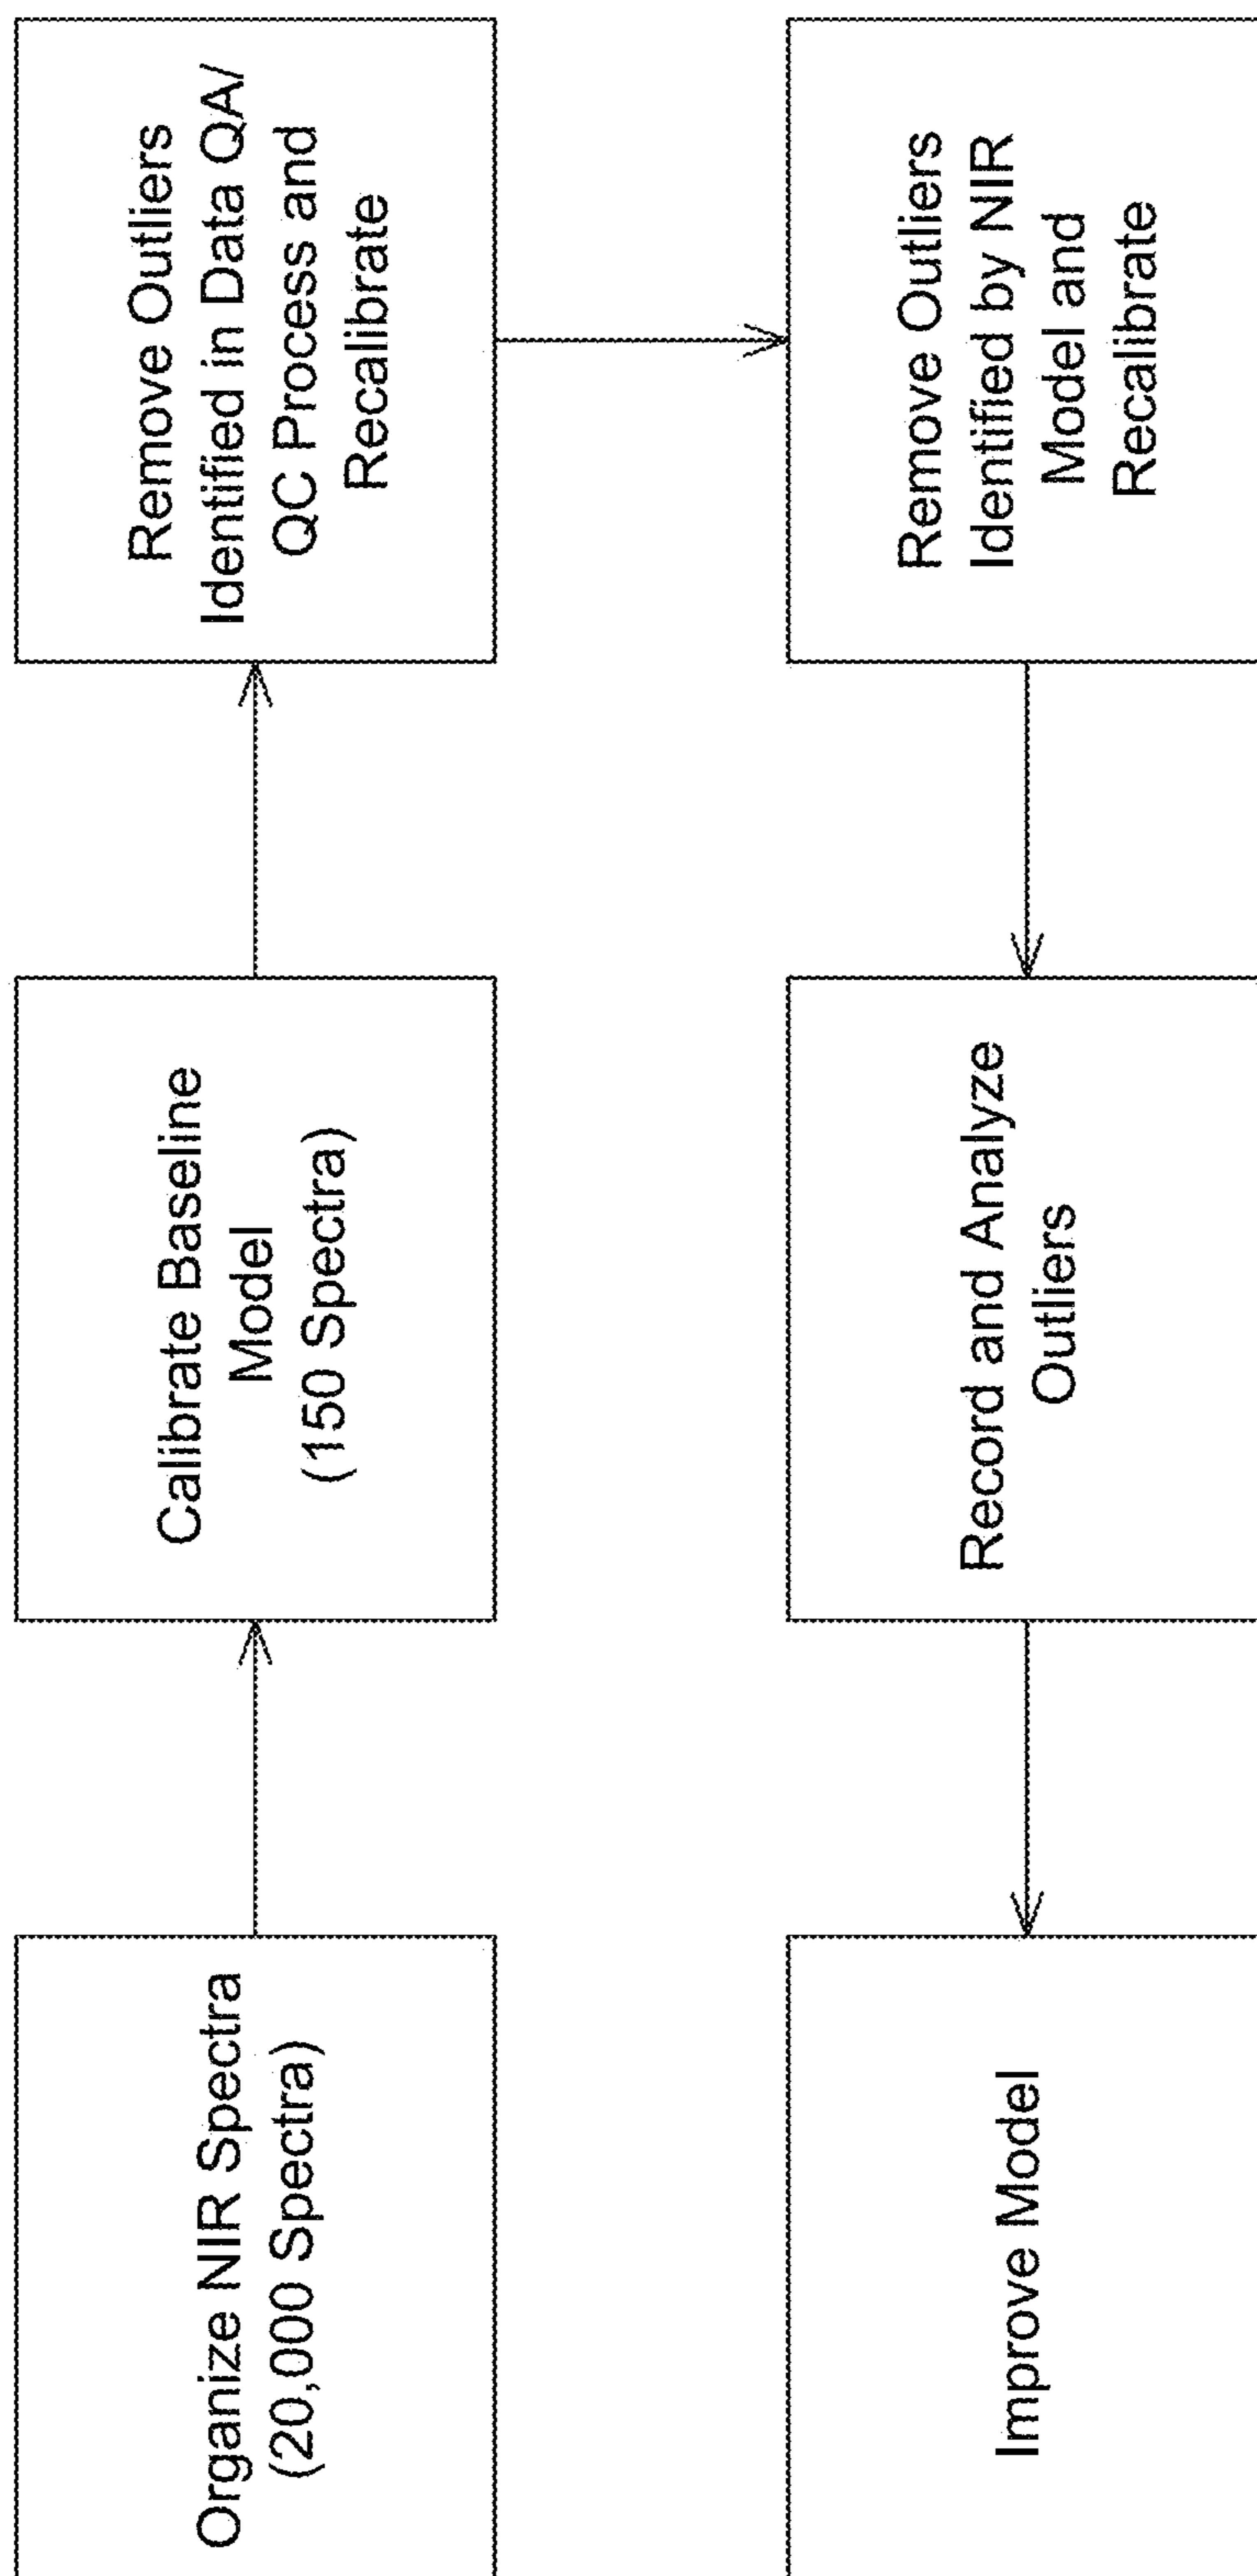 Organize NIR Spectra
(20,000 Spectra)
Calibrate Baseline
Model
(150 Spectra)
Remove Outliers
Identified in Data QA/
QC Process and
Recalibrate
Remove Outliers
Identified by NIR
Model and
Recalibrate
Record and Analyze
Outliers
Improve Model